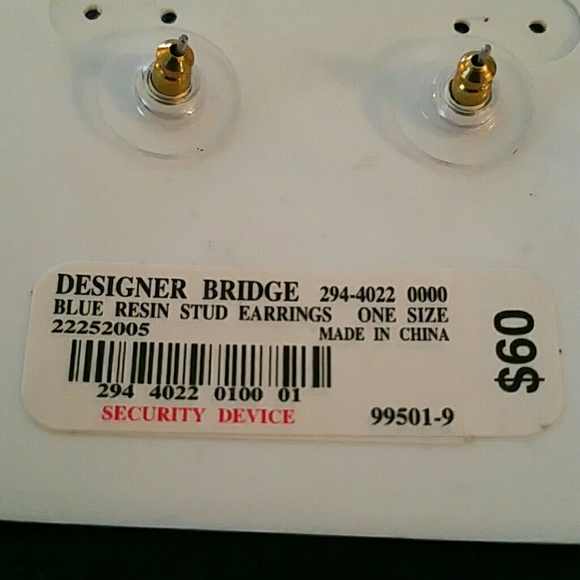 DESIGNER BRIDGE 294-4022 0000
BLUE RESIN STUD EARRINGS ONE SIZE
22252005 MADE IN CHINA
294 4022 0100 01
SECURITY DEVICE 99501-9
$60